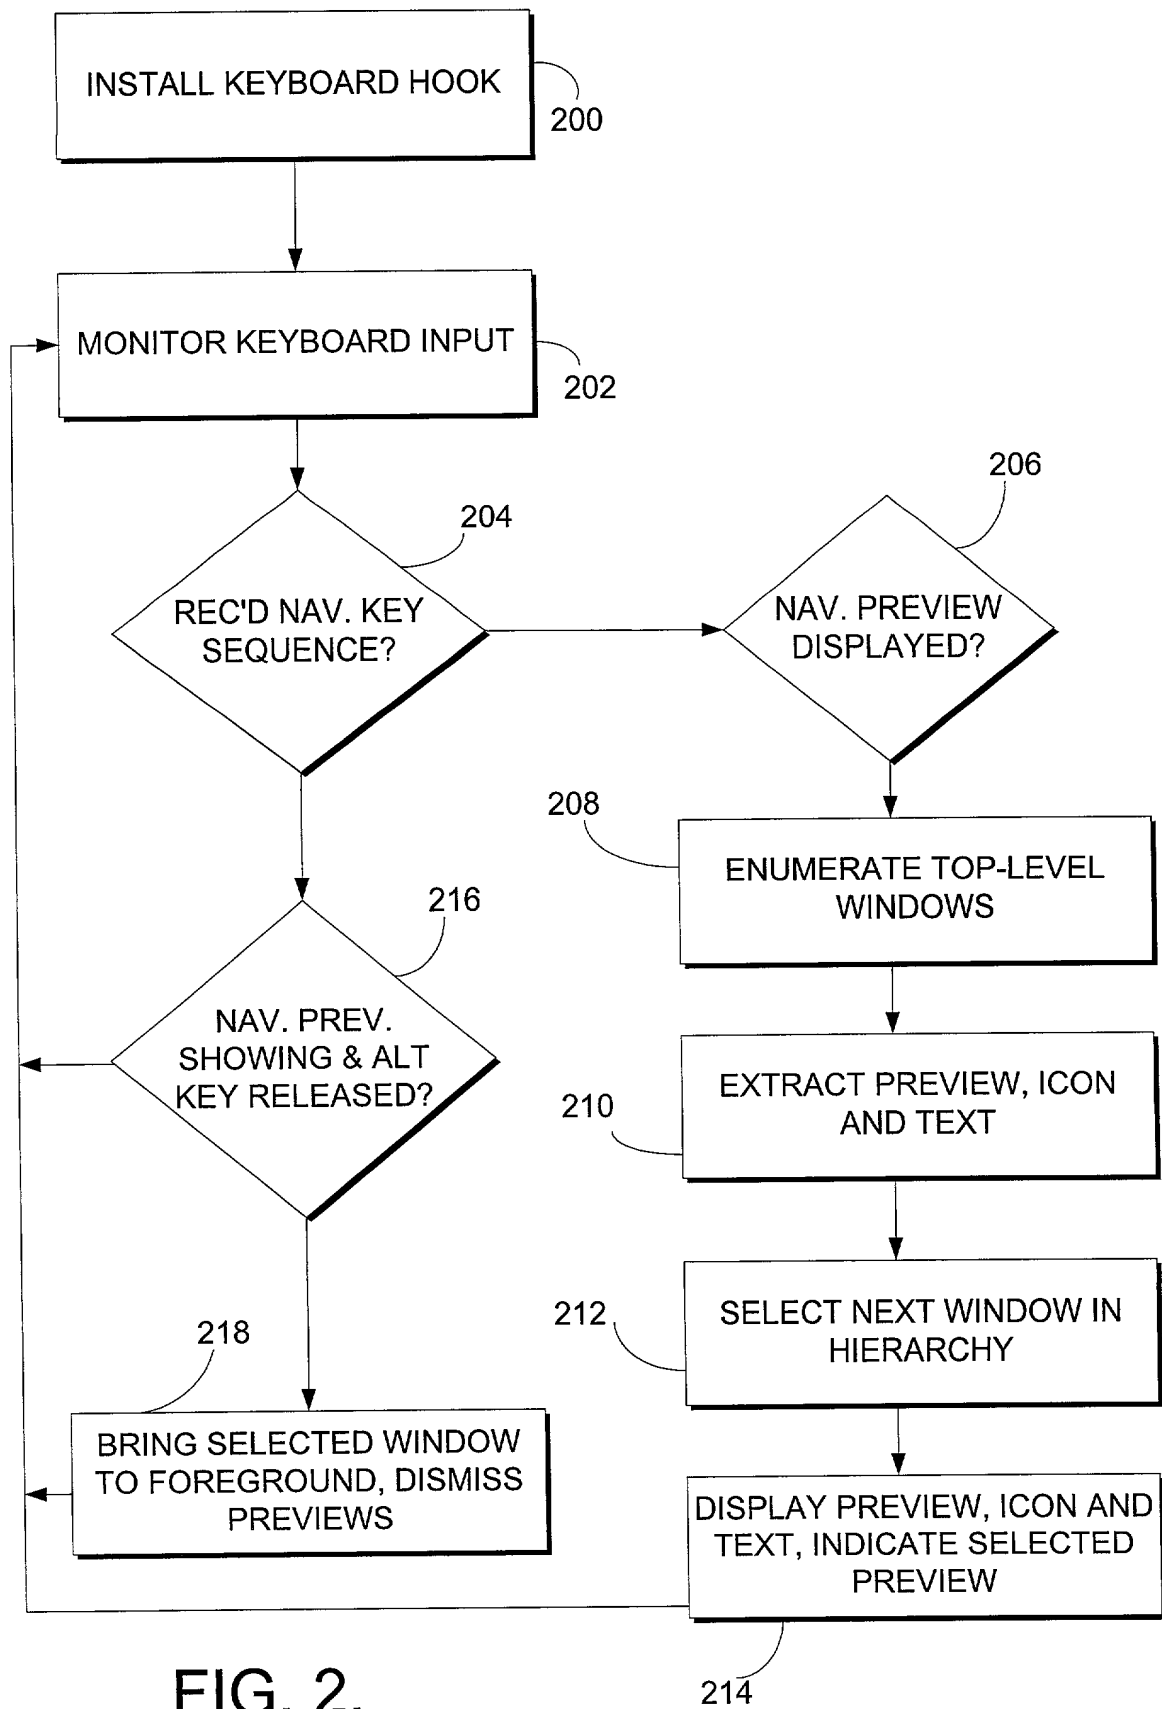 INSTALL KEYBOARD HOOK
200
MONITOR KEYBOARD INPUT
202
204
REC'D NAV. KEY
SEQUENCE?
206
NAV. PREVIEW
DISPLAYED?
208
ENUMERATE TOP-LEVEL
WINDOWS
216
NAV. PREV.
SHOWING & ALT
KEY RELEASED?
210
EXTRACT PREVIEW, ICON
AND TEXT
212
SELECT NEXT WINDOW IN
HIERARCHY
218
BRING SELECTED WINDOW
TO FOREGROUND, DISMISS
PREVIEWS
DISPLAY PREVIEW, ICON AND
TEXT, INDICATE SELECTED
PREVIEW
214
FIG. 2.